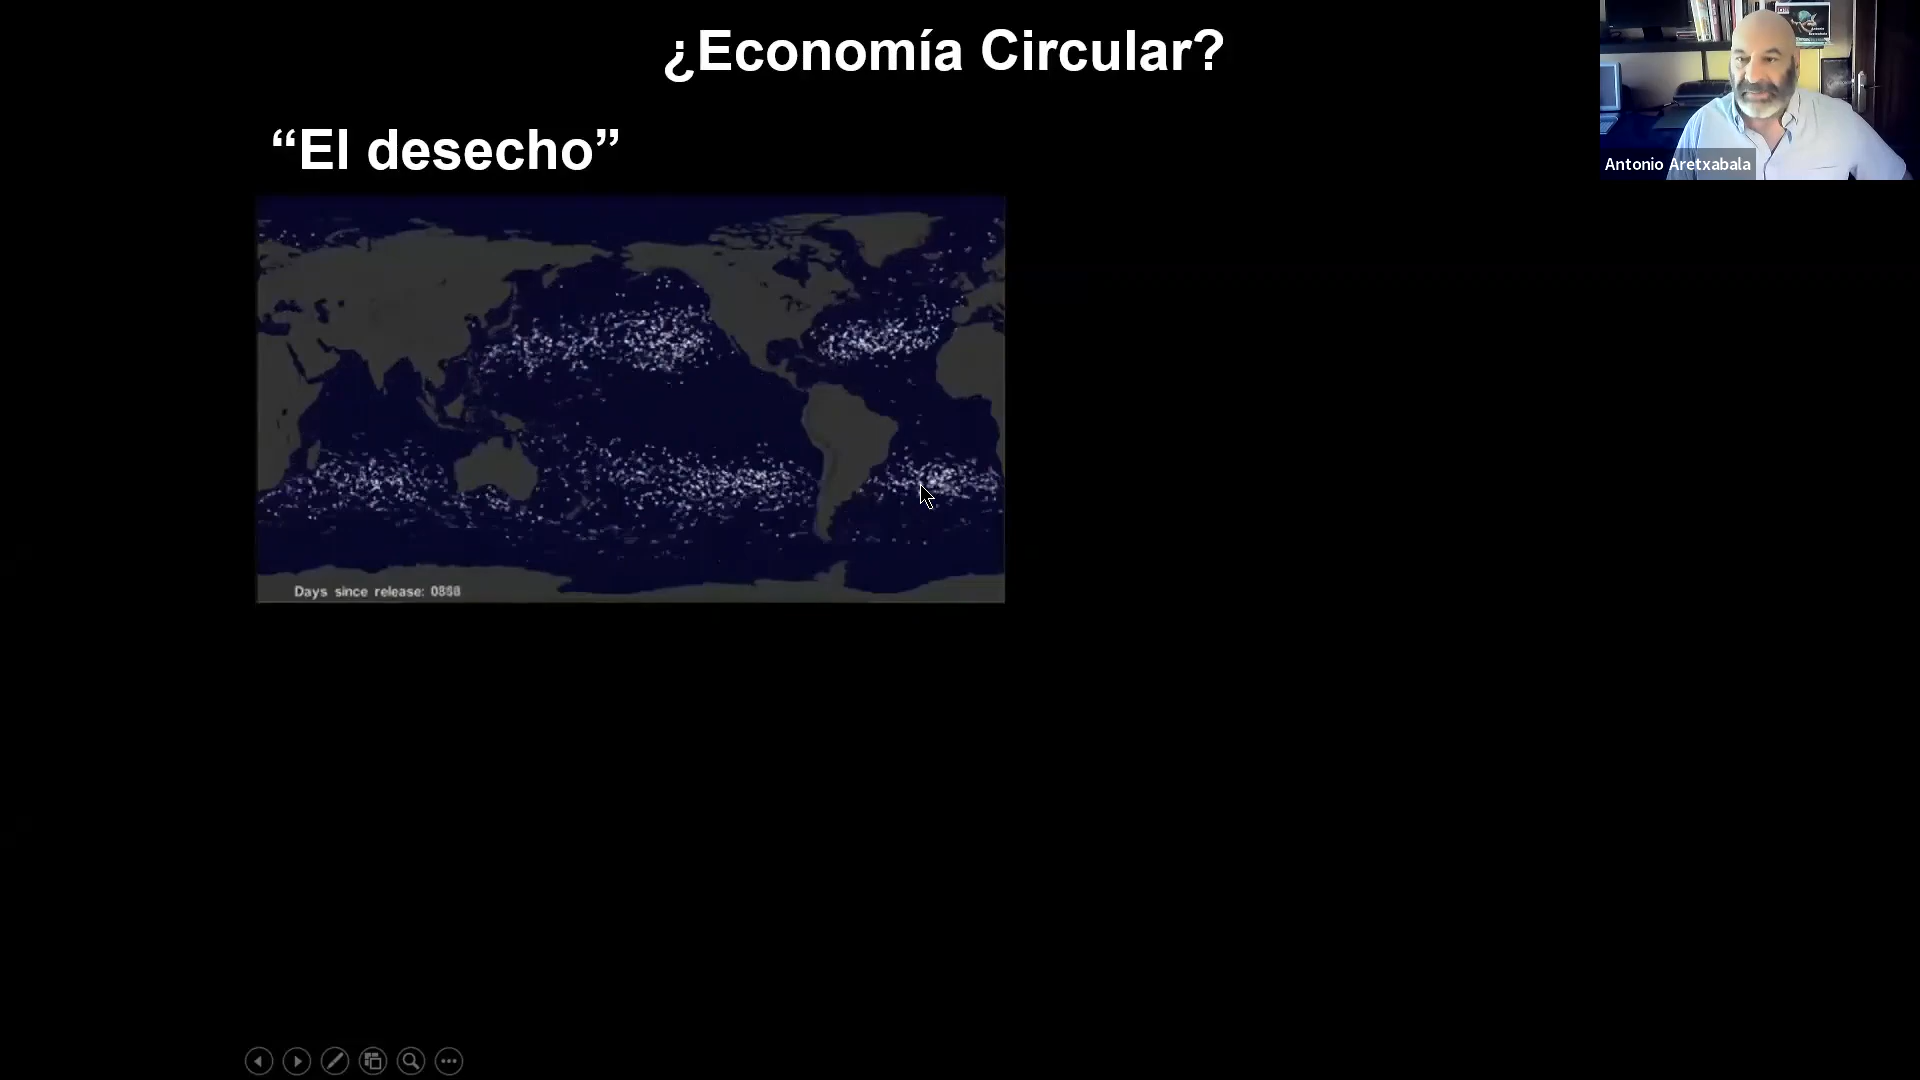 ¿Economía Circular?
“El desecho”
Antonio Aretxabala
Days since release: 0868